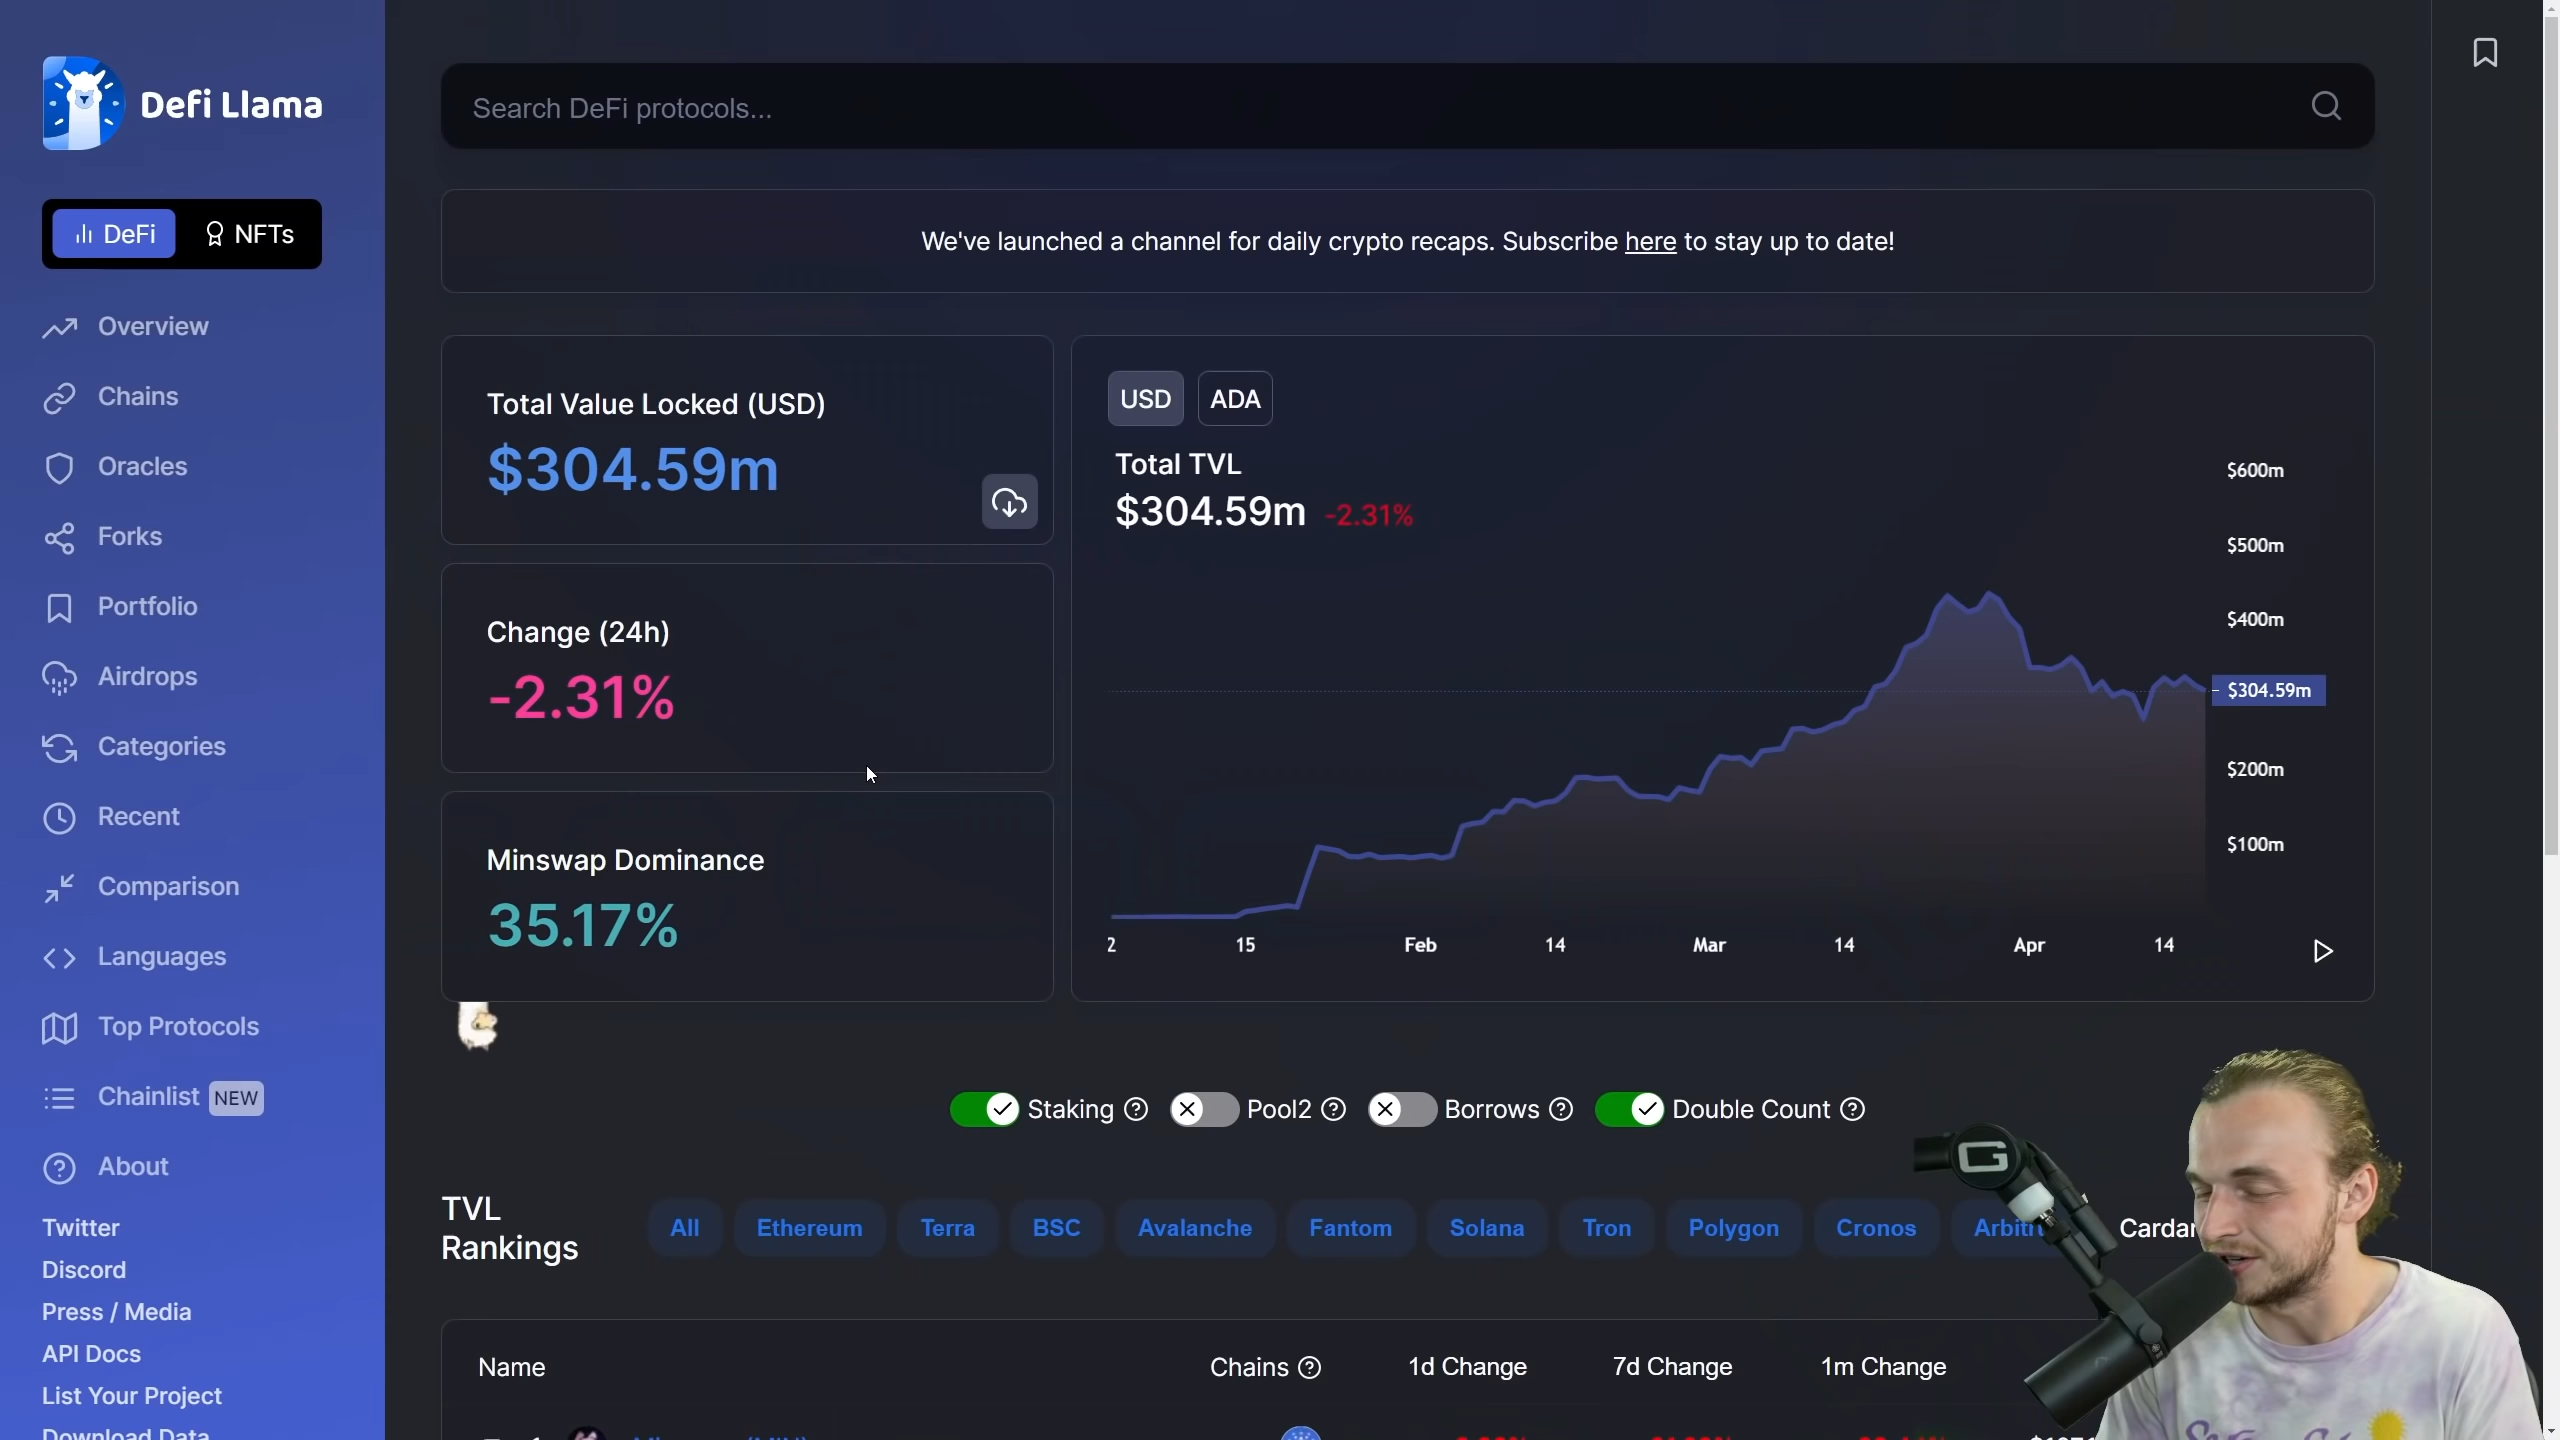 Defi Llama
DeFi
NFTs
Overview
Chains
Oracles
Forks
Portfolio
Airdrops
Categories
Recent
Comparison
Languages
Top Protocols
Chainlist NEW
About
Twitter
Discord
Press / Media
API Docs
List Your Project
Download Data
Search DeFi protocols...
We've launched a channel for daily crypto recaps. Subscribe here to stay up to date!
Total Value Locked (USD)
$304.59m
Change (24h)
-2.31%
Minswap Dominance
35.17%
USD ADA
Total TVL
$304.59m -2.31%
$600m
$500m
$400m
$304.59m
$200m
$100m
2 15 Feb 14 Mar 14 Apr 14
Staking Pool2 Borrows Double Count
TVL
Rankings
All Ethereum Terra BSC Avalanche Fantom Solana Tron Polygon Cronos
Name Chains 1d Change 7d Change 1m Change
G